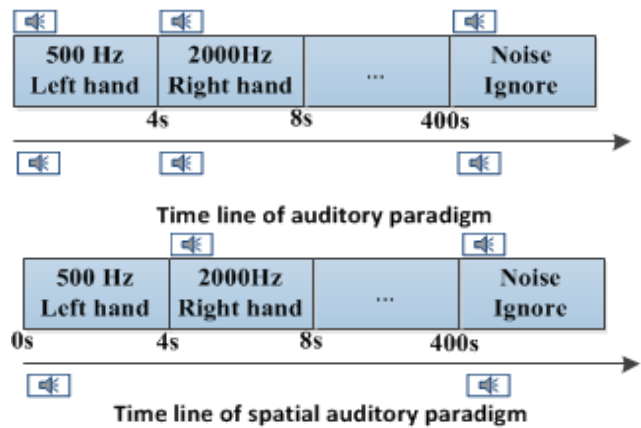 500 Hz
Left hand
2000Hz
Right hand
...
Noise
Ignore
4s
8s
400s
Time line of auditory paradigm
500 Hz
Left hand
2000Hz
Right hand
...
Noise
Ignore
0s
4s
8s
400s
Time line of spatial auditory paradigm